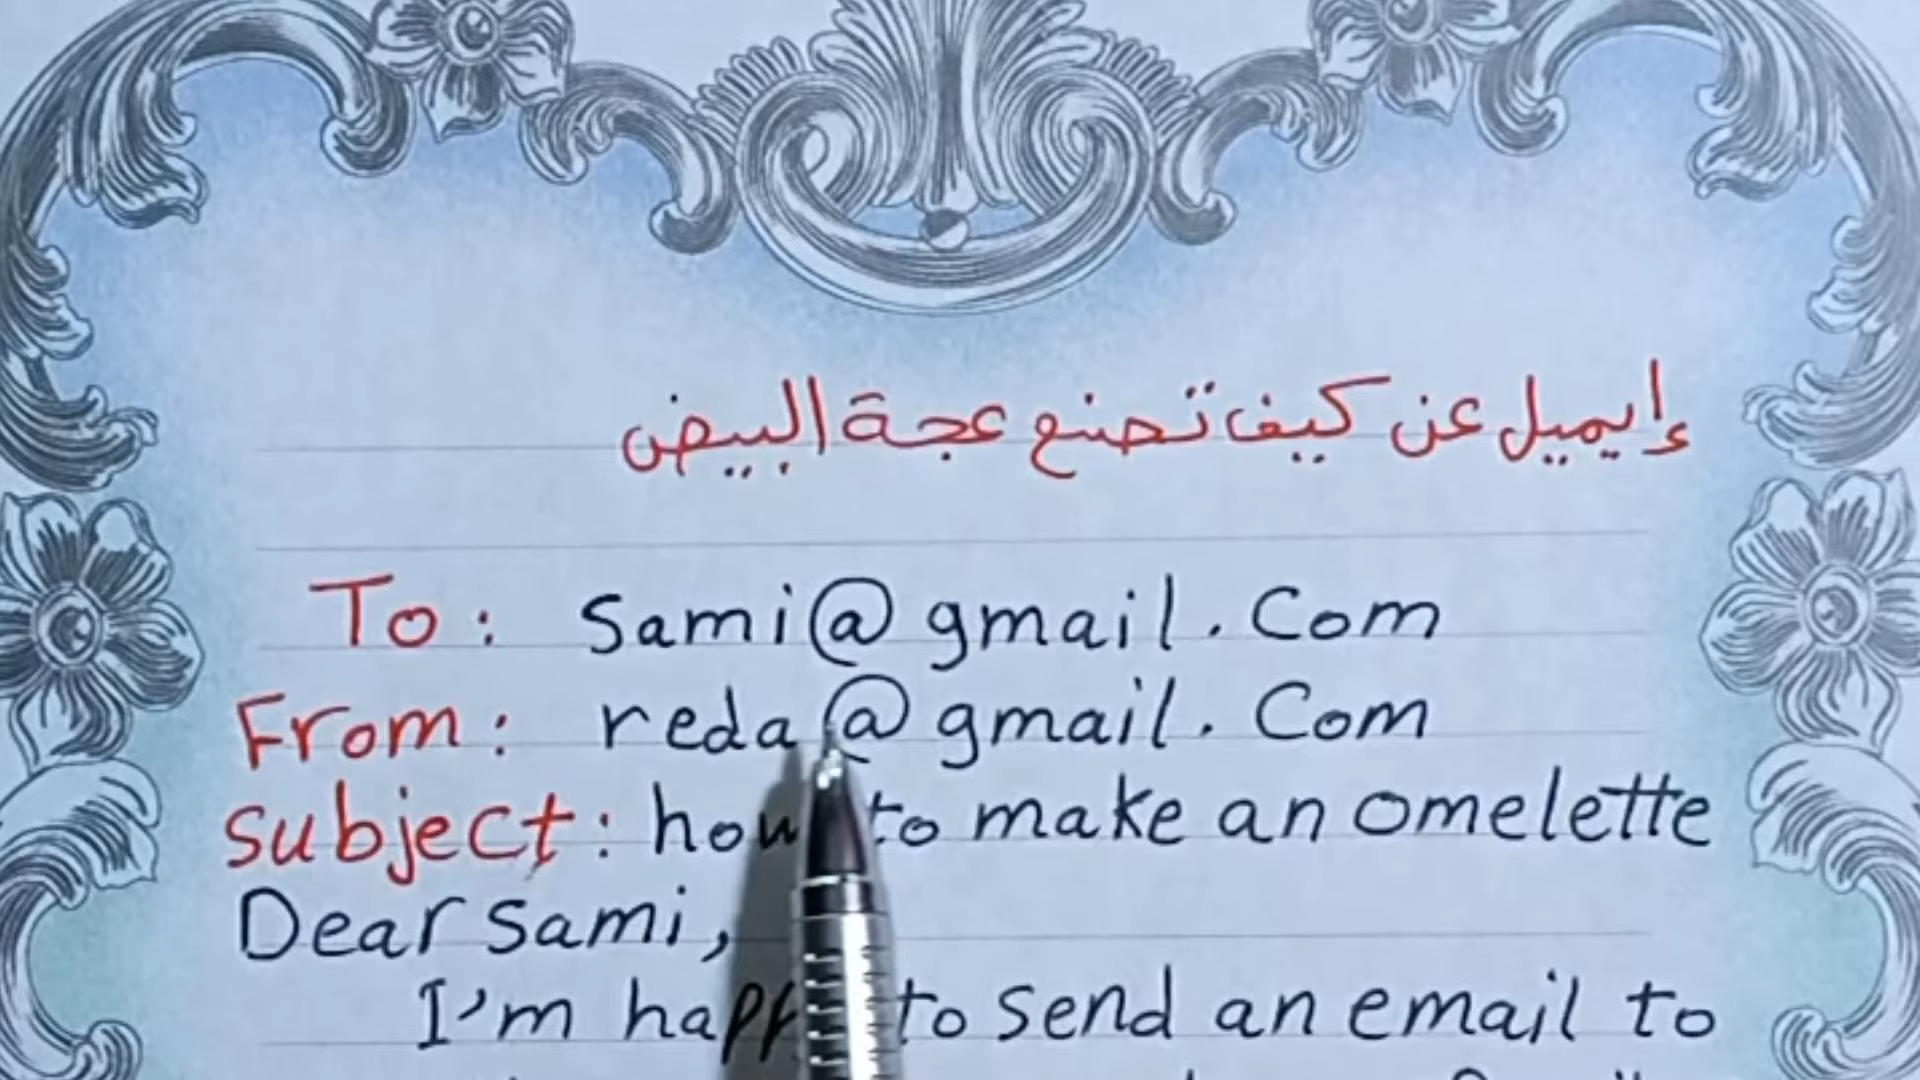 إيميل عن كيف تصنع عجة البيض
To: Sami@gmail.Com
From: reda@gmail.Com
Subject: how to make an omelette
Dear Sami,
I'm happy to send an email to